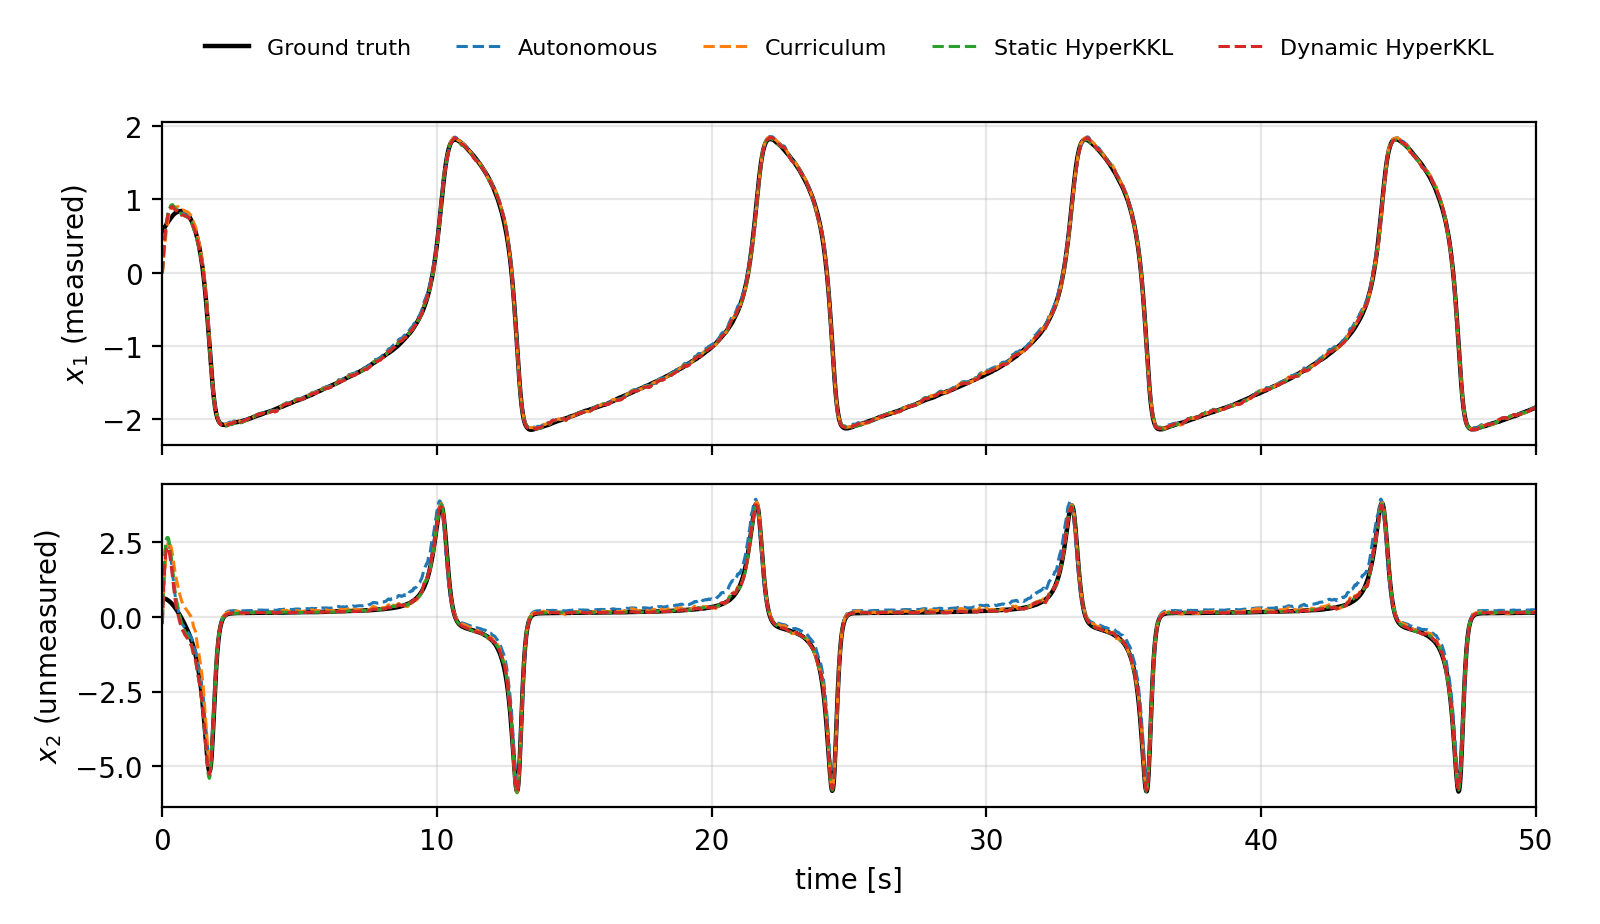 Ground truth Autonomous Curriculum Static HyperKKL Dynamic HyperKKL
2
1
0
−1
−2
x₁ (measured)
2.5
0.0
−2.5
−5.0
x₂ (unmeasured)
0 10 20 30 40 50
time [s]